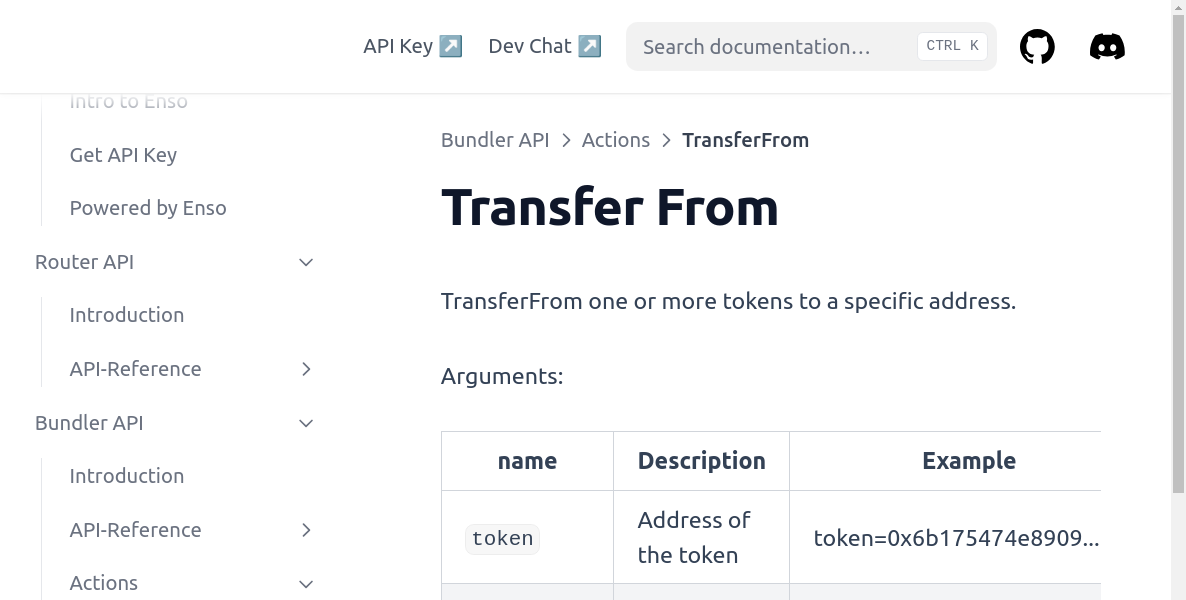 API Key ↗️ Dev Chat ↗️ Search documentation… CTRL K
Intro to Enso
Get API Key
Powered by Enso
Router API
Introduction
API-Reference
Bundler API
Introduction
API-Reference
Actions
Bundler API > Actions > TransferFrom
Transfer From
TransferFrom one or more tokens to a specific address.
Arguments:
name Description Example
token Address of the token token=0x6b175474e8909...